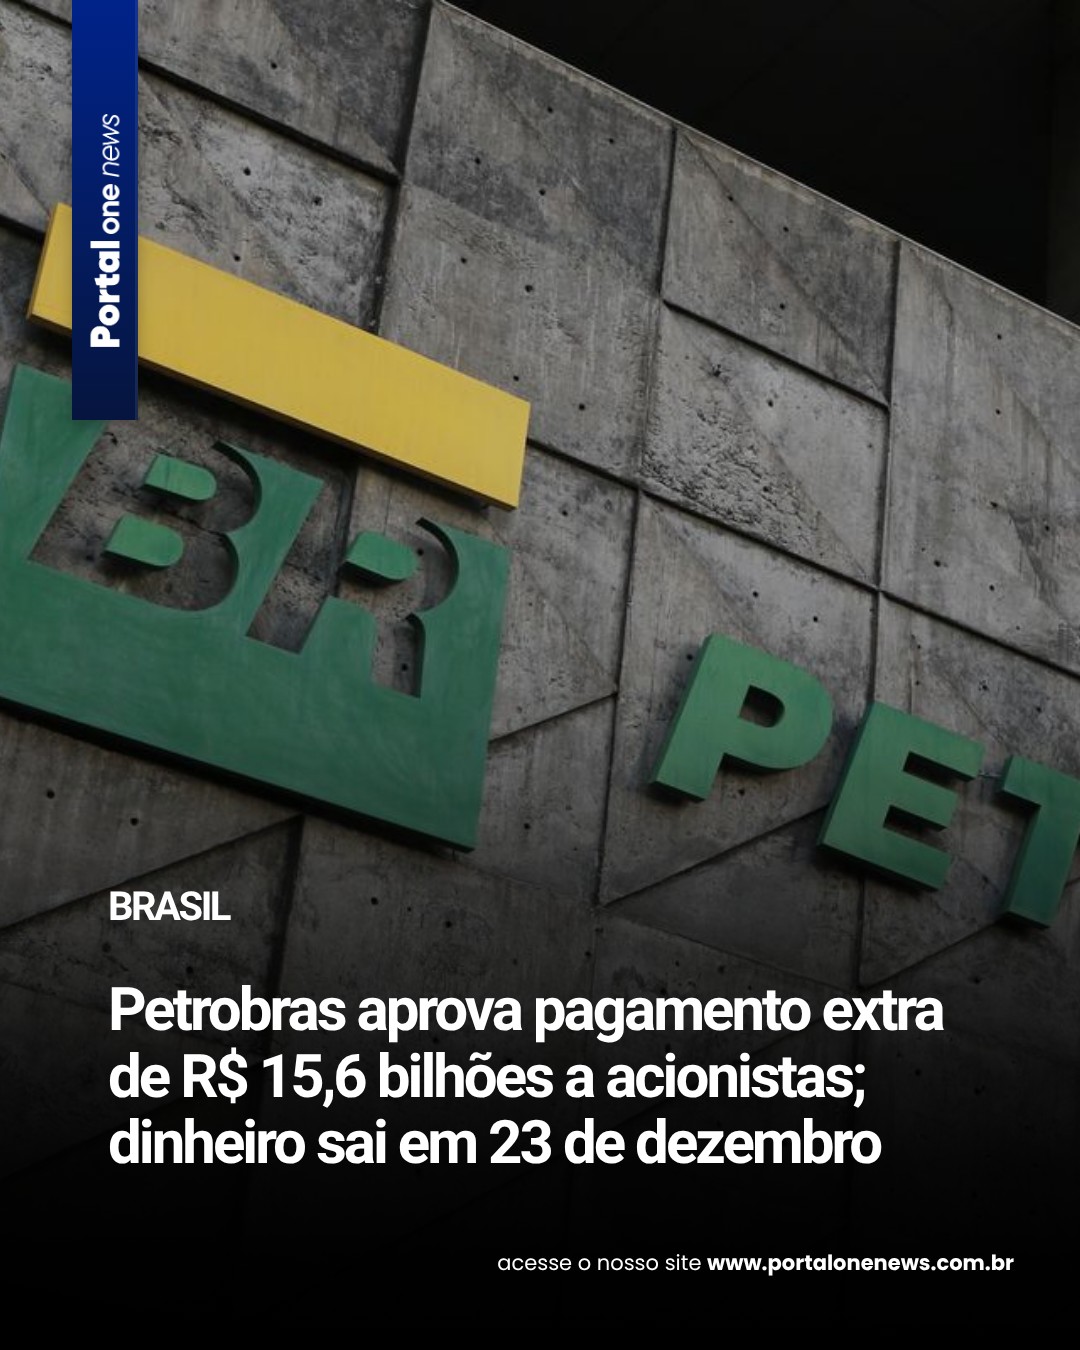 Portal one news
BR
PET
BRASIL
Petrobras aprova pagamento extra
de R$ 15,6 bilhões a acionistas;
dinheiro sai em 23 de dezembro
acesse o nosso site www.portalonenews.com.br